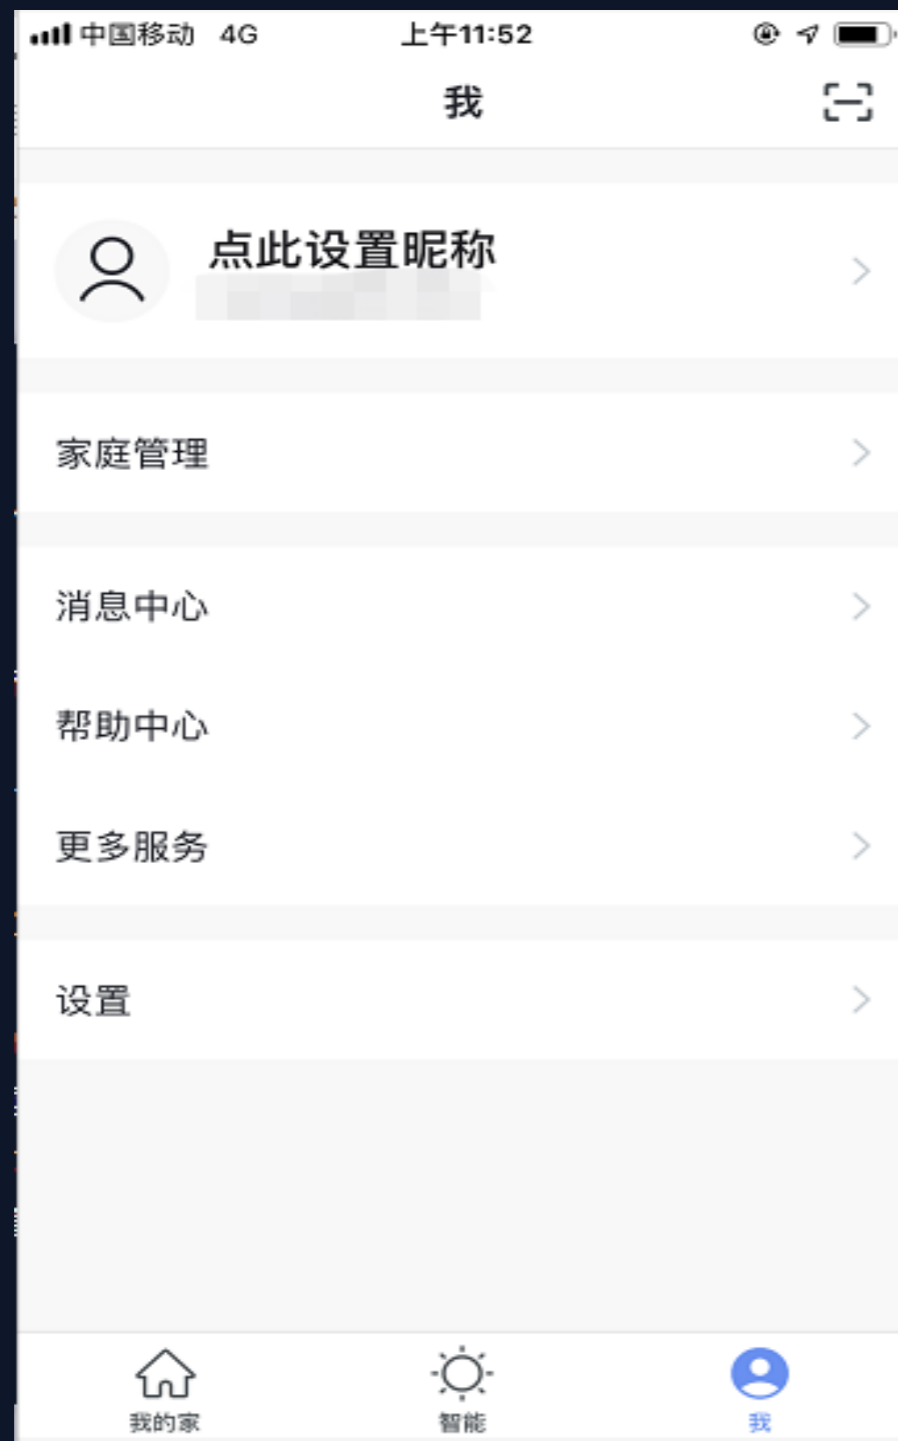 中国移动 4G 上午11:52
我
点此设置昵称
家庭管理
消息中心
帮助中心
更多服务
设置
我的家 智能 我